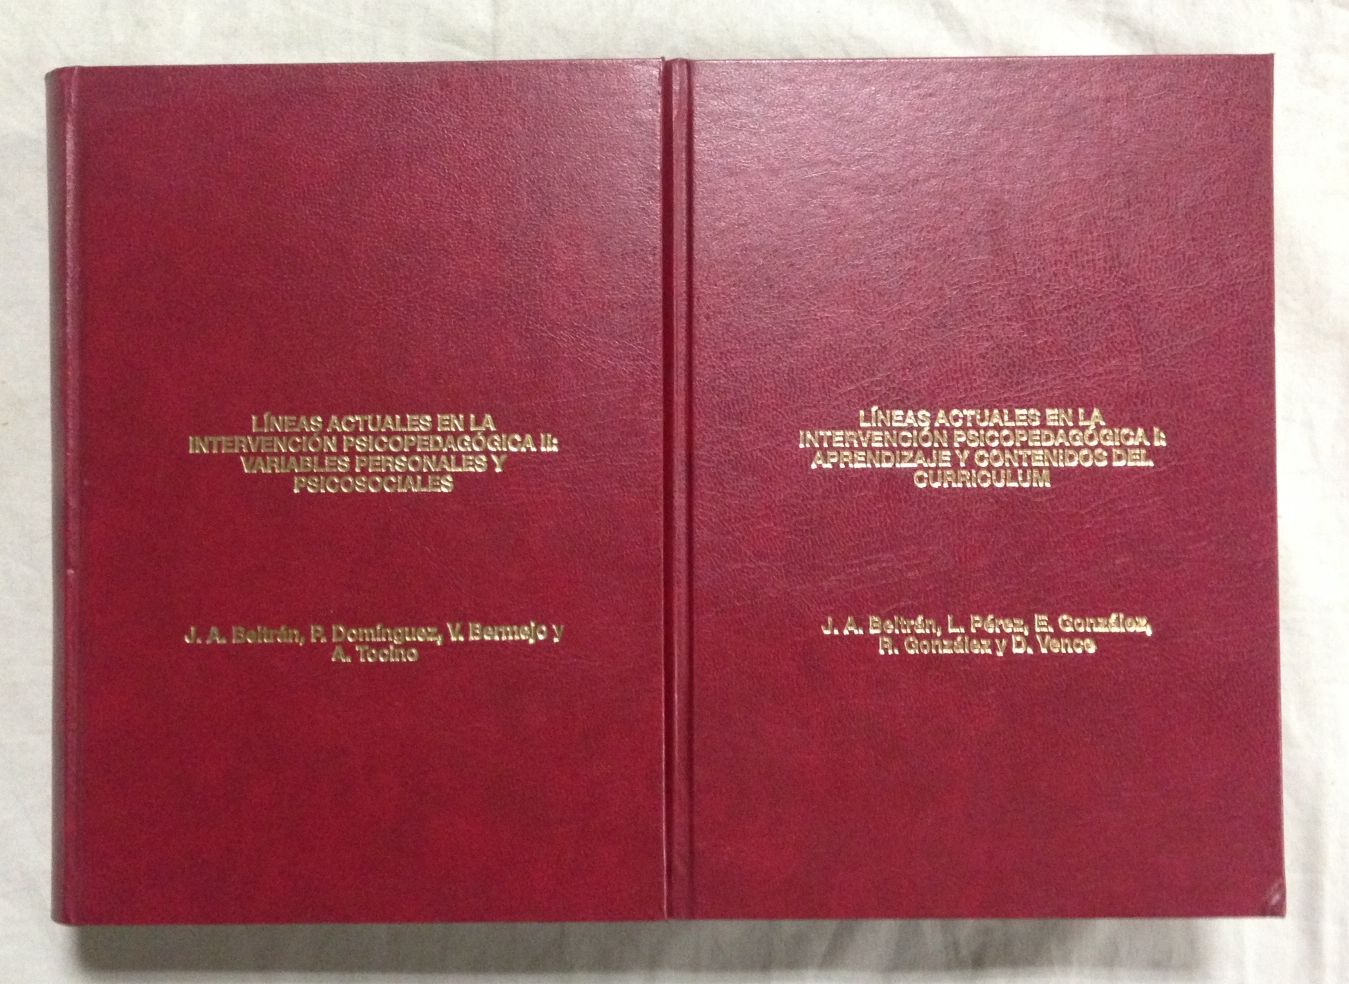 LÍNEAS ACTUALES EN LA
INTERVENCIÓN PSICOPEDAGÓGICA II:
VARIABLES PERSONALES Y
PSICOSOCIALES
J. A. Beltrán, P. Domínguez, V. Bermejo y
A. Tocino
LÍNEAS ACTUALES EN LA
INTERVENCIÓN PSICOPEDAGÓGICA I:
APRENDIZAJE Y CONTENIDOS DEL
CURRICULUM
J. A. Beltrán, L. Pérez, E. González,
R. González y D. Vence